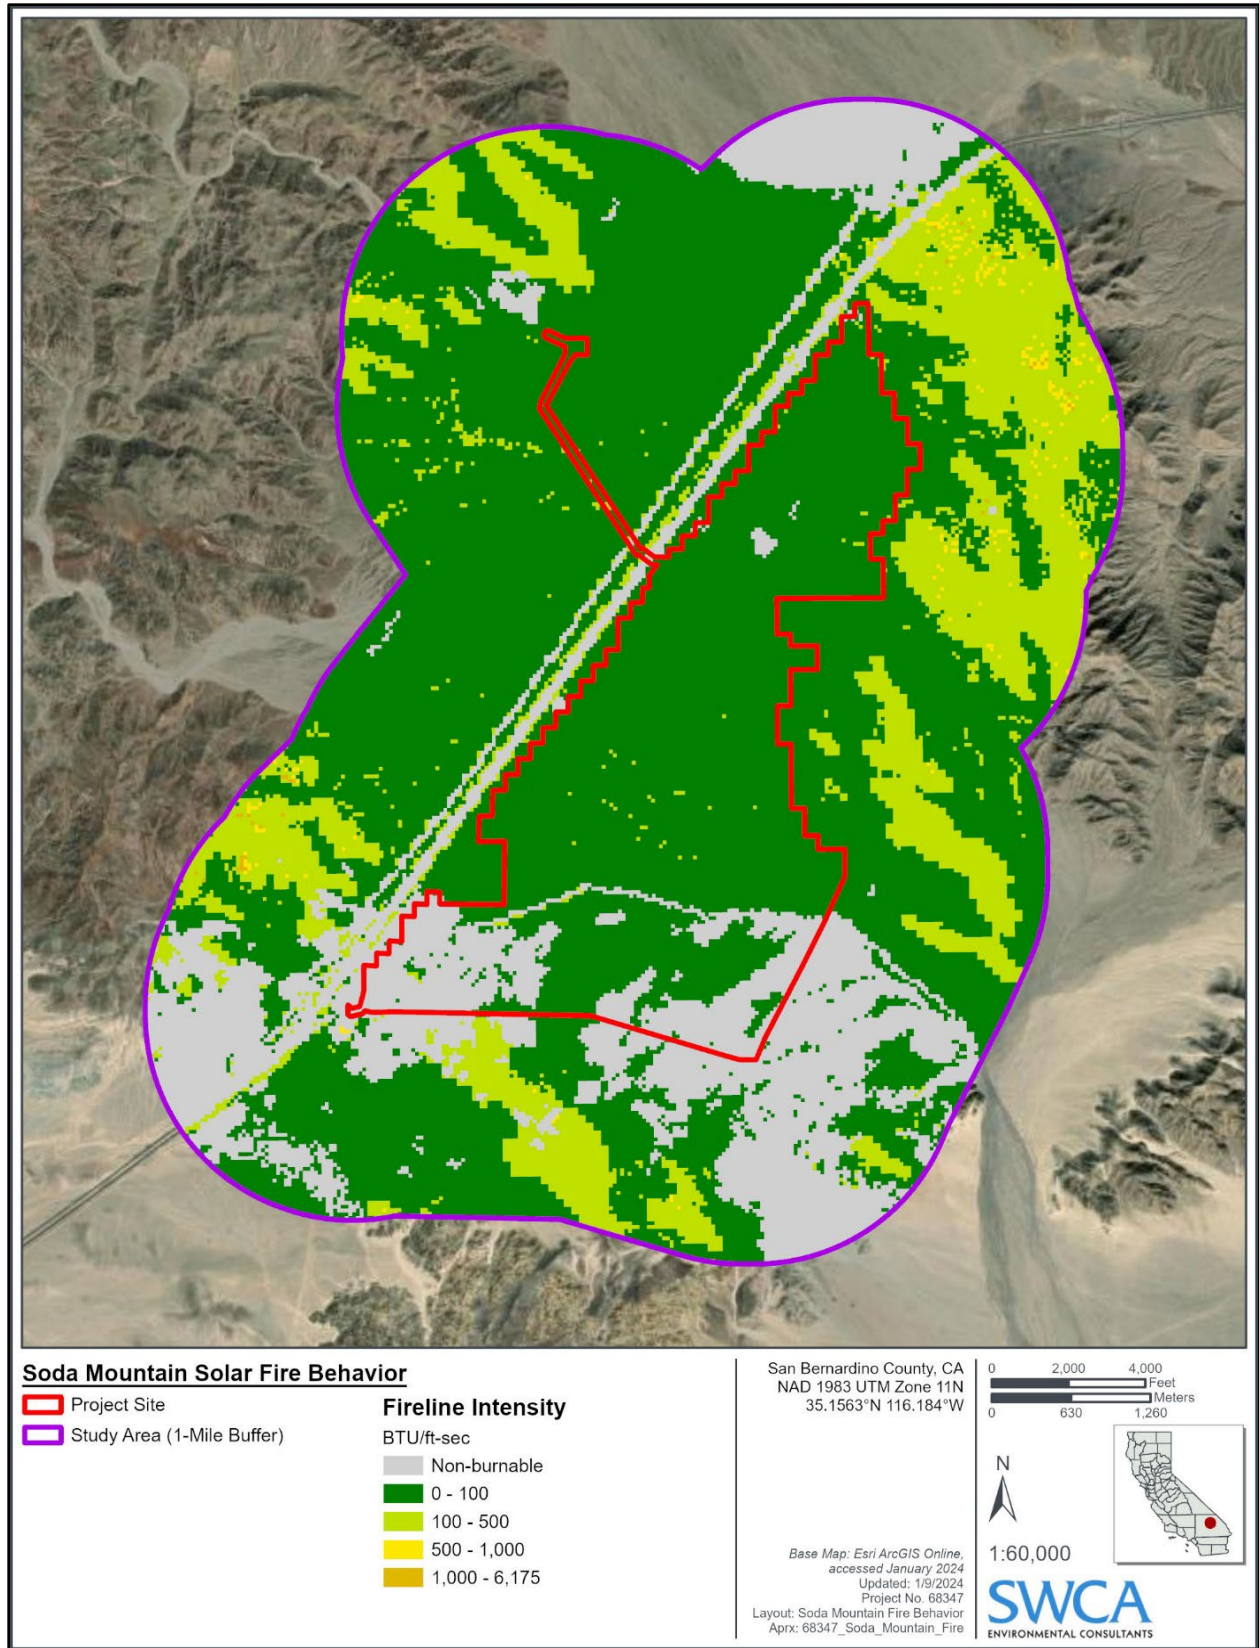 Soda Mountain Solar Fire Behavior
Project Site
Study Area (1-Mile Buffer)
Fireline Intensity
BTU/ft-sec
Non-burnable
0 - 100
100 - 500
500 - 1,000
1,000 - 6,175
San Bernardino County, CA
NAD 1983 UTM Zone 11N
35.1563°N 116.184°W
Base Map: Esri ArcGIS Online,
accessed January 2024
Updated: 1/9/2024
Project No. 68347
Layout: Soda Mountain Fire Behavior
Aprx: 68347_Soda_Mountain_Fire
0 2,000 4,000
Feet
Meters
0 630 1,260
N
1:60,000
SWCA
ENVIRONMENTAL CONSULTANTS